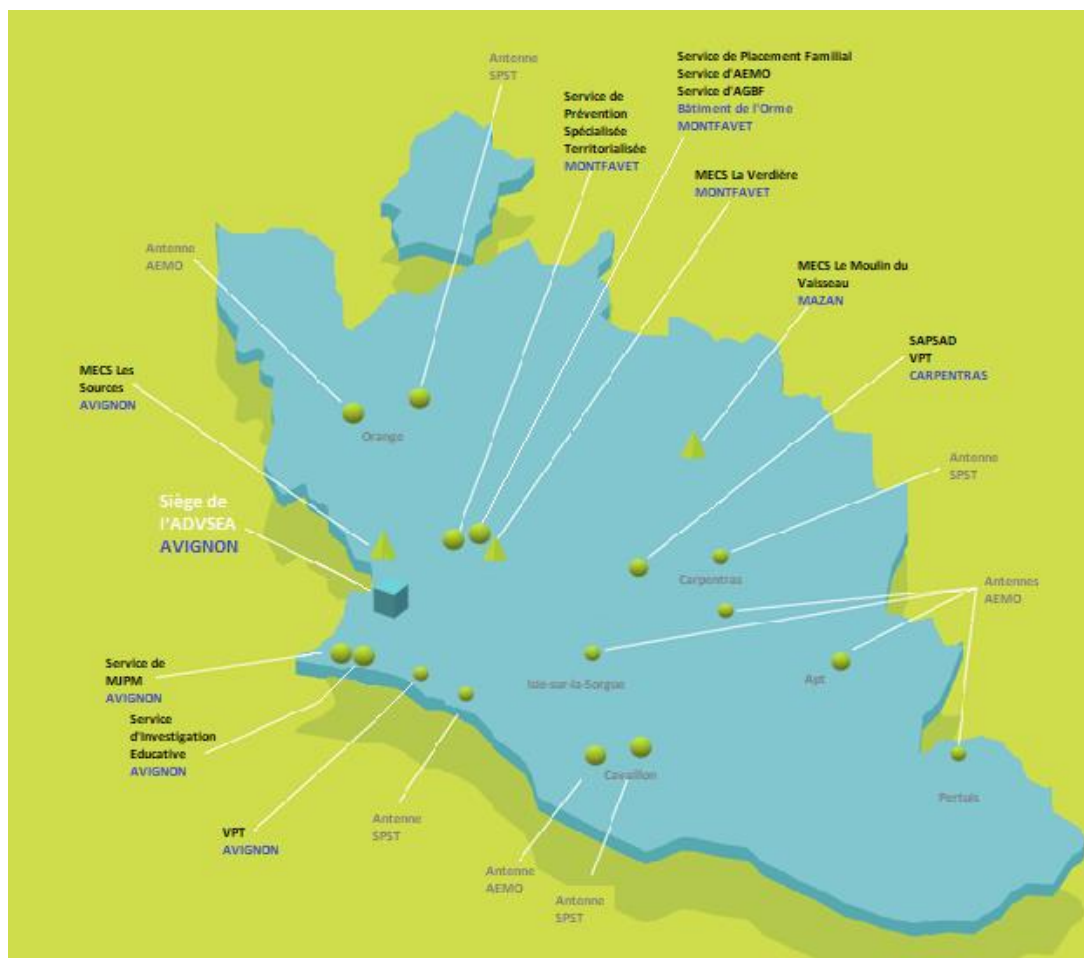 Antenne
SPST
Service de Placement Familial
Service d'AEMO
Service d'AGBF
Bâtiment de l'Orme
MONTFAVET
Service de
Prévention
Spécialisée
Territorialisée
MONTFAVET
MECS La Verdière
MONTFAVET
Antenne
AEMO
MECS Le Moulin du
Vaisseau
MAZAN
SAPSAD
VPT
CARPENTRAS
MECS Les
Sources
AVIGNON
Orange
Antenne
SPST
Siège de
l'ADVSEA
AVIGNON
Carpentras
Antennes
AEMO
Service de
MJPM
AVIGNON
Isle-sur-la-Sorgue
Apt
Service
d'Investigation
Educative
AVIGNON
Cavaillon
Pertuis
VPT
AVIGNON
Antenne
SPST
Antenne
AEMO
Antenne
SPST